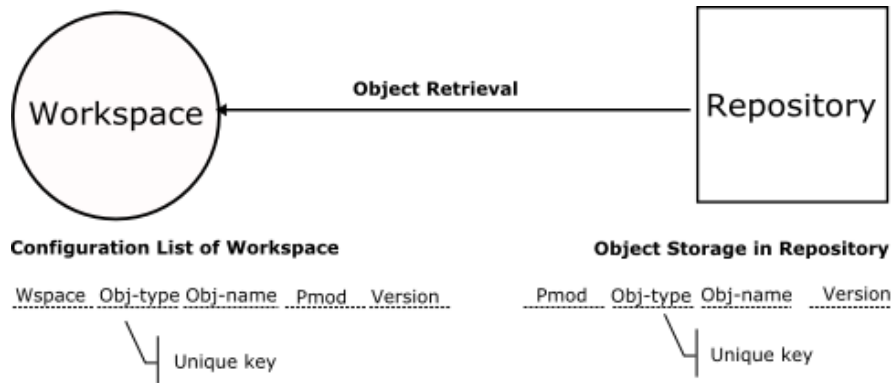 Object Retrieval
Workspace
Repository
Configuration List of Workspace
Object Storage in Repository
Wspace Obj-type Obj-name Pmod Version
Pmod Obj-type Obj-name Version
Unique key
Unique key